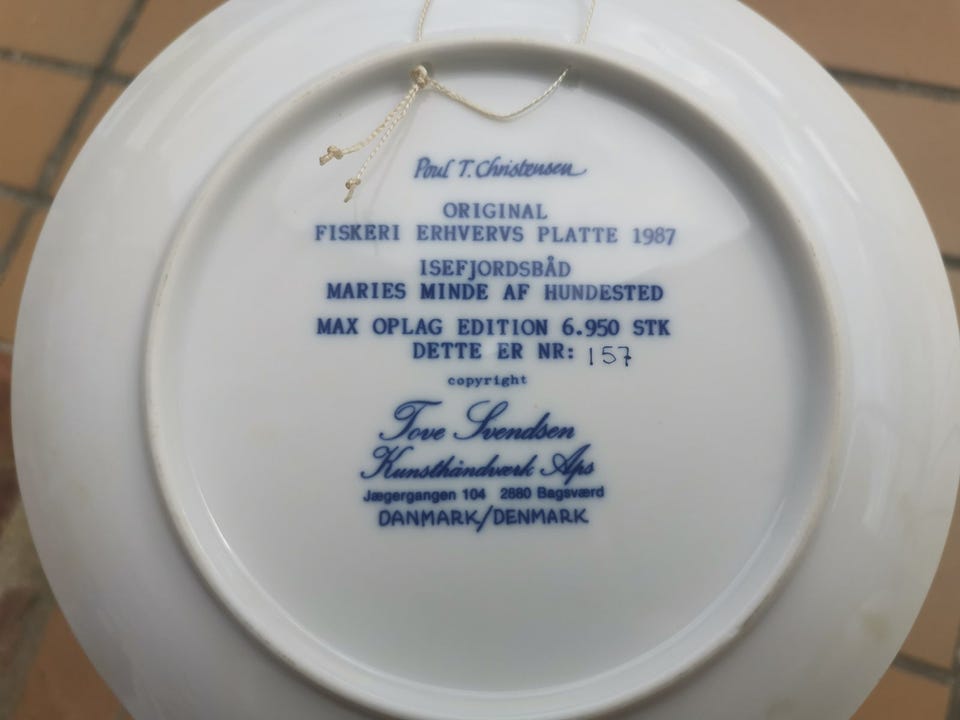 Poul T. Christensen
ORIGINAL
FISKERI ERHVERVS PLATTE 1987
ISEFJORDSBÅD
MARIES MINDE AF HUNDESTED
MAX OPLAG EDITION 6.950 STK
DETTE ER NR: 157
copyright
Tove Svendsen
Kunsthåndværk Aps
Jægergangen 104 2880 Bagsværd
DANMARK/DENMARK